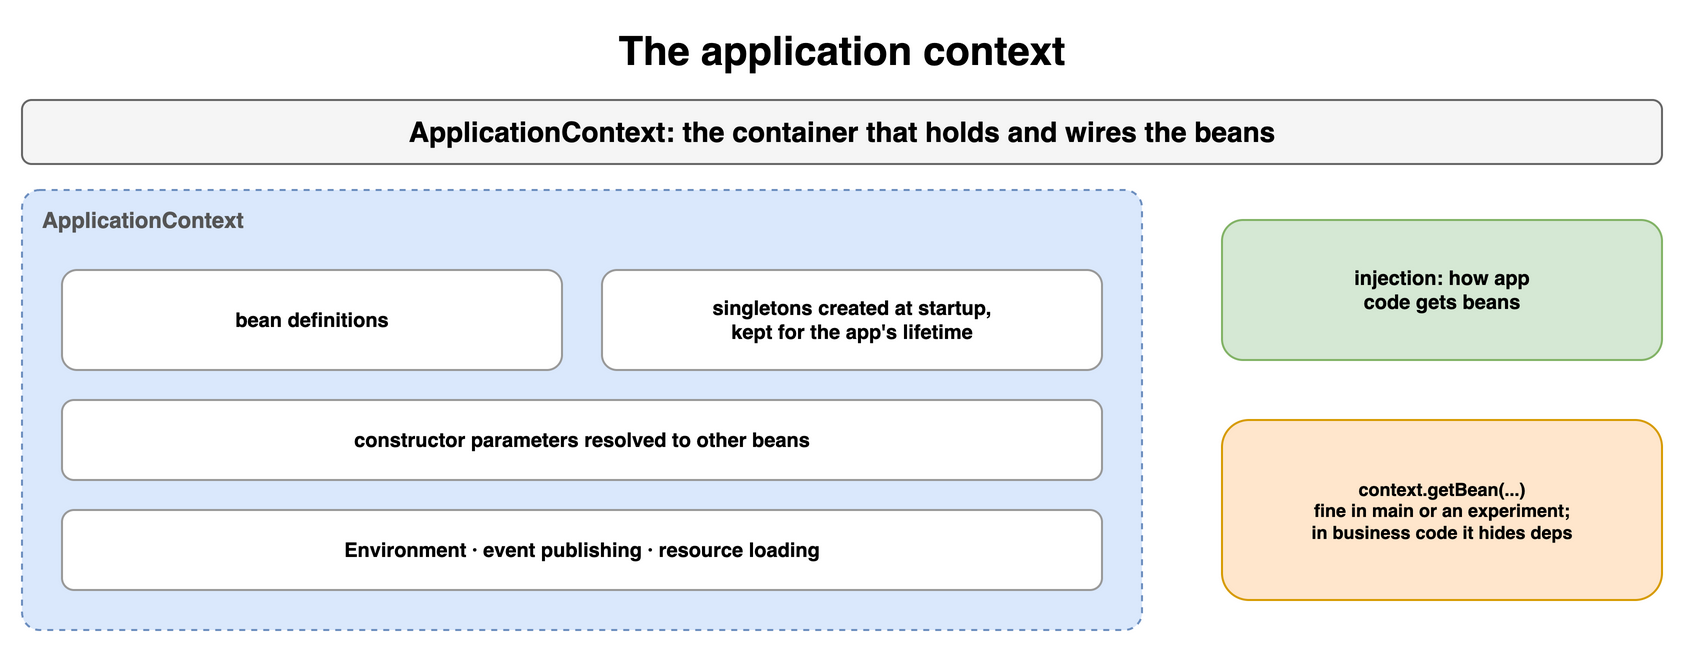 The application context
ApplicationContext: the container that holds and wires the beans
ApplicationContext
bean definitions
singletons created at startup,
kept for the app's lifetime
constructor parameters resolved to other beans
Environment · event publishing · resource loading
injection: how app
code gets beans
context.getBean(...)
fine in main or an experiment;
in business code it hides deps